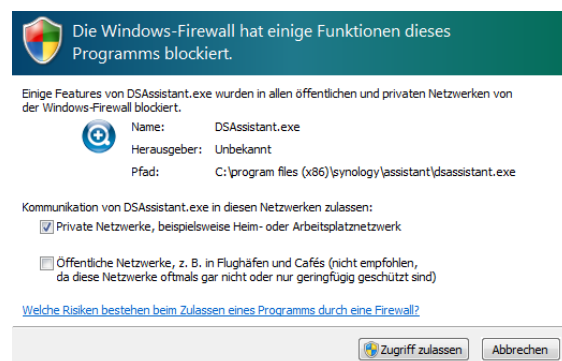 Die Windows-Firewall hat einige Funktionen dieses
Programms blockiert.
Einige Features von DSAssistant.exe wurden in allen öffentlichen und privaten Netzwerken von
der Windows-Firewall blockiert.
Name: DSAssistant.exe
Herausgeber: Unbekannt
Pfad: C:\program files (x86)\synology\assistant\dsassistant.exe
Kommunikation von DSAssistant.exe in diesen Netzwerken zulassen:
Private Netzwerke, beispielsweise Heim- oder Arbeitsplatznetzwerk
Öffentliche Netzwerke, z. B. in Flughäfen und Cafés (nicht empfohlen,
da diese Netzwerke oftmals gar nicht oder nur geringfügig geschützt sind)
Welche Risiken bestehen beim Zulassen eines Programms durch eine Firewall?
Zugriff zulassen Abbrechen